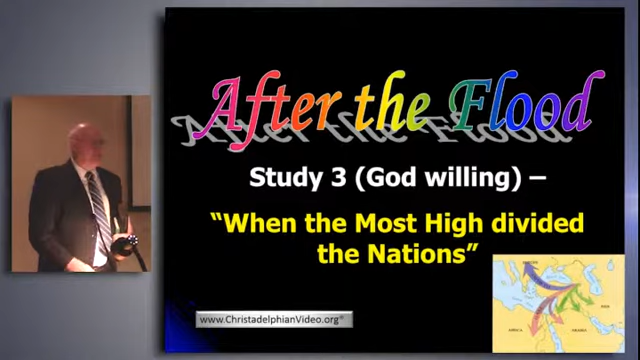 After the Flood
Study 3 (God willing) –
“When the Most High divided
the Nations”
www.ChristadelphianVideo.org®